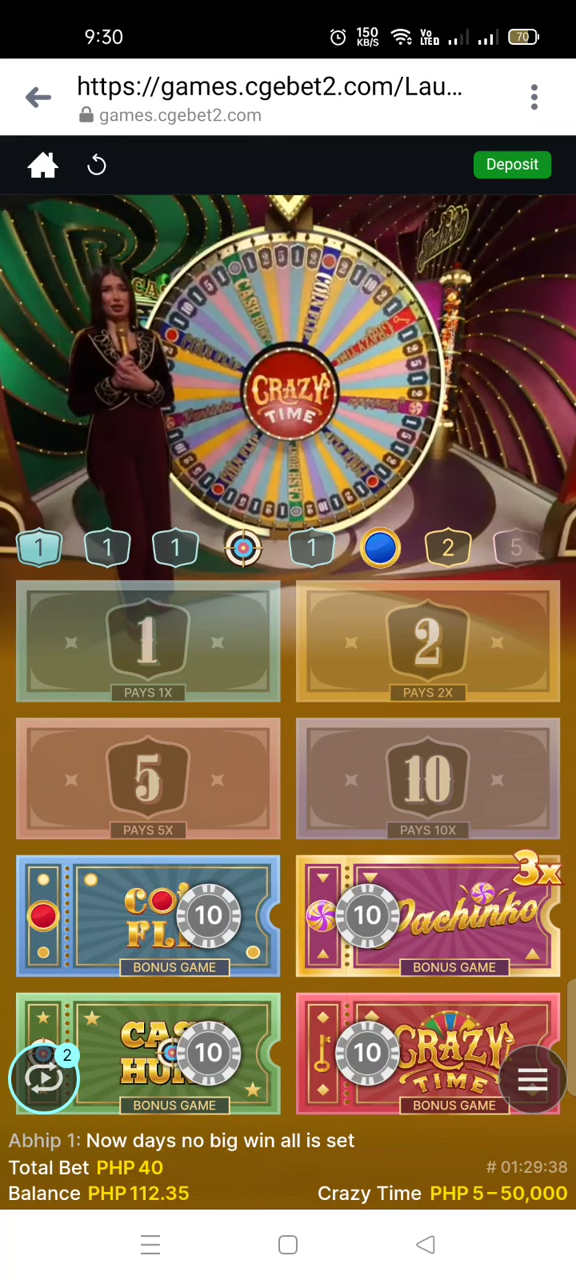 9:30
150 KB/S
Vo LTED
70
https://games.cgebet2.com/Lau...
games.cgebet2.com
Deposit
CRAZY TIME
1
1
1
1
2
5
1
PAYS 1X
2
PAYS 2X
5
PAYS 5X
10
PAYS 10X
10
BONUS GAME
3x
Pachinko
10
BONUS GAME
10
BONUS GAME
CRAZY TIME
10
BONUS GAME
2
Abhip 1: Now days no big win all is set
Total Bet PHP 40
# 01:29:38
Balance PHP 112.35
Crazy Time PHP 5 – 50,000